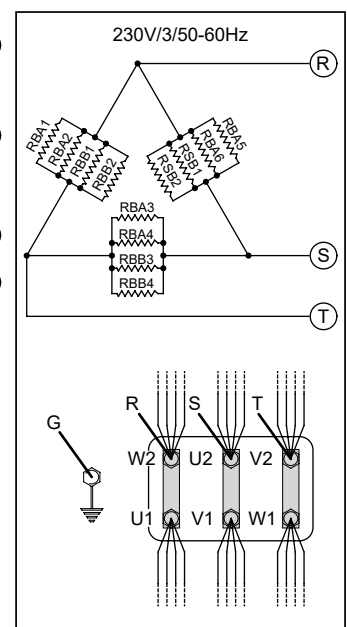 230V/3/50-60Hz
R
RBA1
RBA2
RBB1
RBB2
RBA5
RBA6
RSB1
RSB2
RBA3
RBA4
RBB3
RBB4
S
T
R S T
G
W2 U2 V2
U1 V1 W1